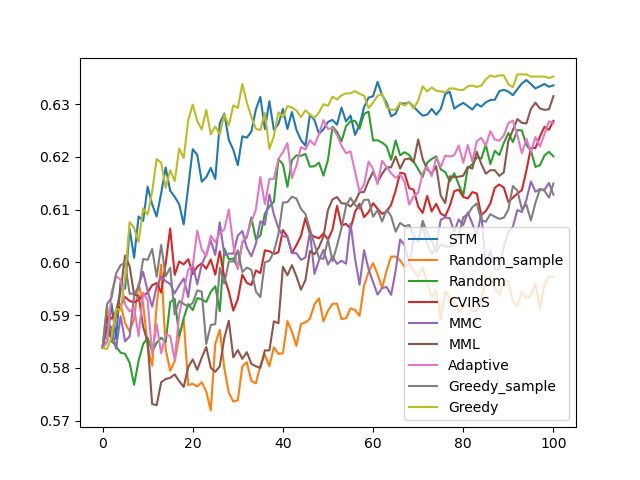 0.63
0.62
0.61
0.60
0.59
0.58
0.57
0
20
40
60
80
100
STM
Random_sample
Random
CVIRS
MMC
MML
Adaptive
Greedy_sample
Greedy